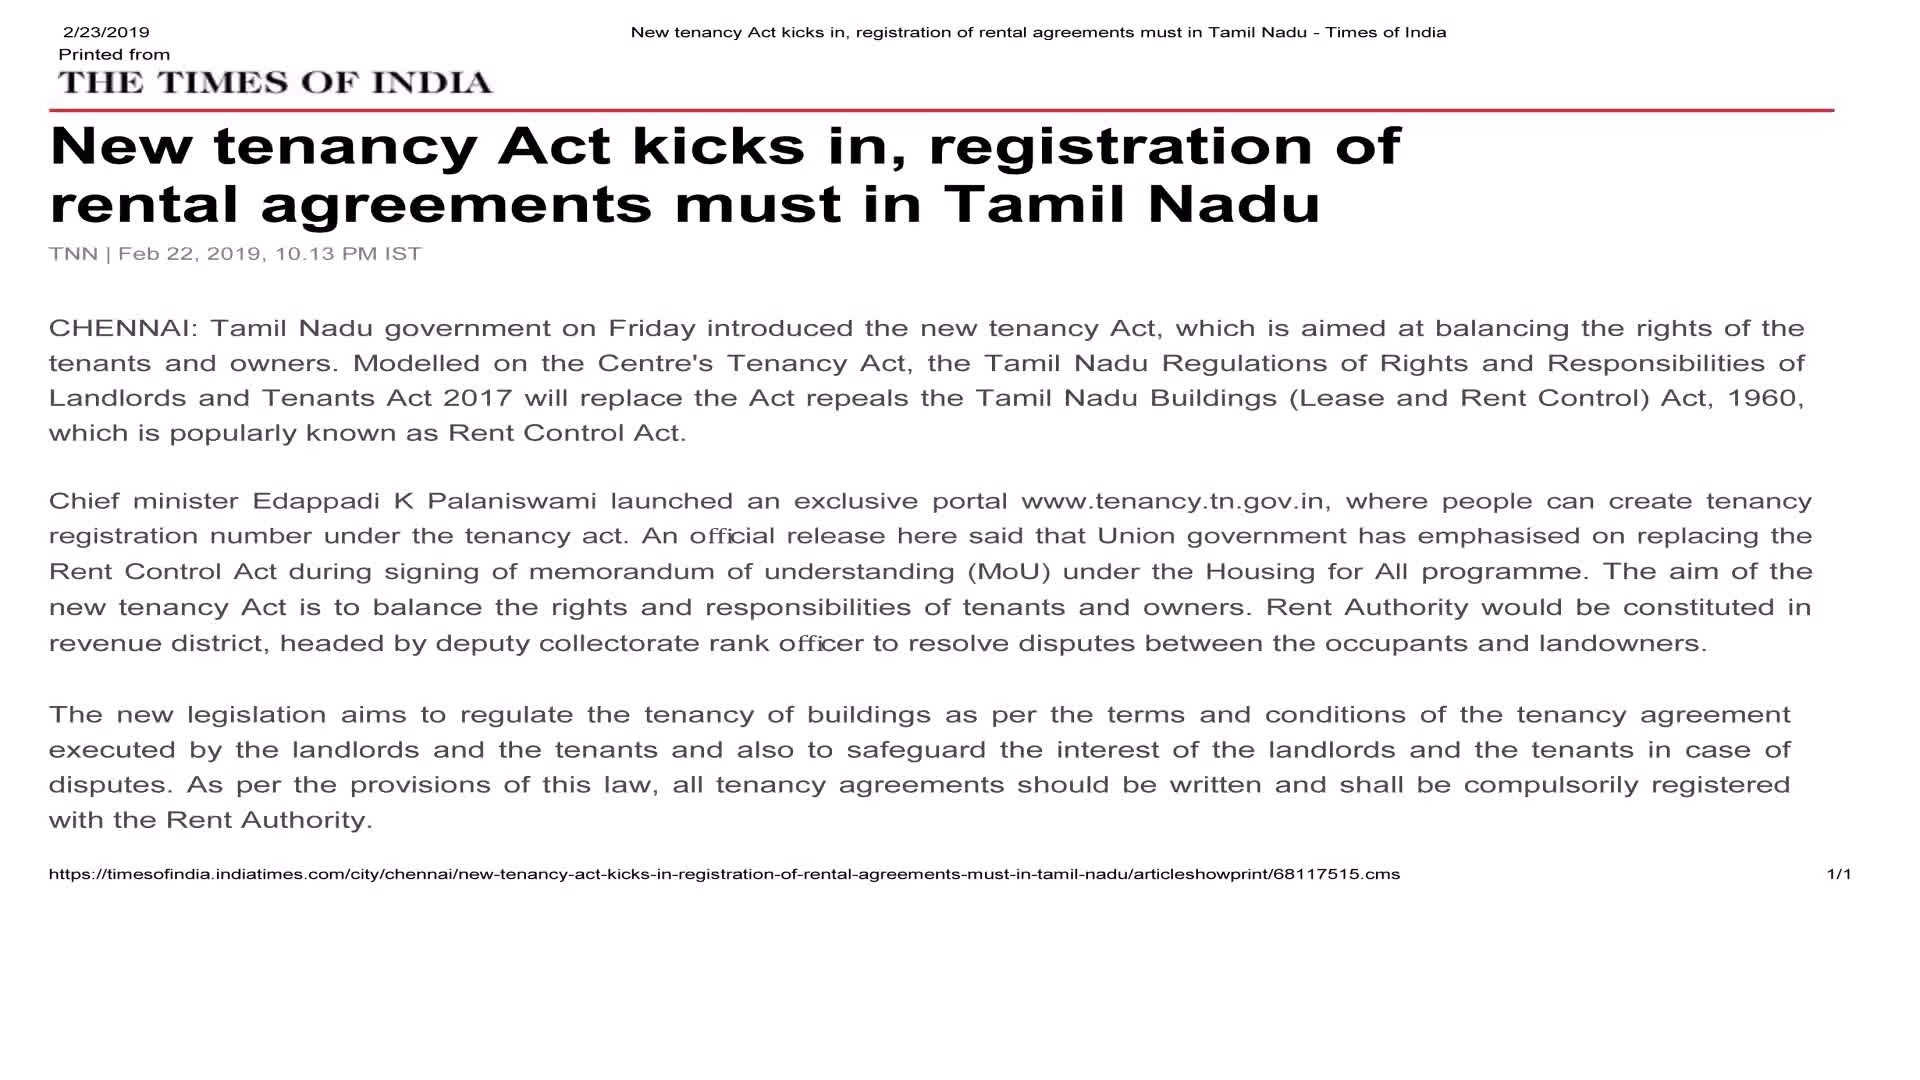 2/23/2019 New tenancy Act kicks in, registration of rental agreements must in Tamil Nadu - Times of India
Printed from
THE TIMES OF INDIA
New tenancy Act kicks in, registration of
rental agreements must in Tamil Nadu
TNN | Feb 22, 2019, 10.13 PM IST
CHENNAI: Tamil Nadu government on Friday introduced the new tenancy Act, which is aimed at balancing the rights of the
tenants and owners. Modelled on the Centre's Tenancy Act, the Tamil Nadu Regulations of Rights and Responsibilities of
Landlords and Tenants Act 2017 will replace the Act repeals the Tamil Nadu Buildings (Lease and Rent Control) Act, 1960,
which is popularly known as Rent Control Act.
Chief minister Edappadi K Palaniswami launched an exclusive portal www.tenancy.tn.gov.in, where people can create tenancy
registration number under the tenancy act. An official release here said that Union government has emphasised on replacing the
Rent Control Act during signing of memorandum of understanding (MoU) under the Housing for All programme. The aim of the
new tenancy Act is to balance the rights and responsibilities of tenants and owners. Rent Authority would be constituted in
revenue district, headed by deputy collectorate rank officer to resolve disputes between the occupants and landowners.
The new legislation aims to regulate the tenancy of buildings as per the terms and conditions of the tenancy agreement
executed by the landlords and the tenants and also to safeguard the interest of the landlords and the tenants in case of
disputes. As per the provisions of this law, all tenancy agreements should be written and shall be compulsorily registered
with the Rent Authority.
https://timesofindia.indiatimes.com/city/chennai/new-tenancy-act-kicks-in-registration-of-rental-agreements-must-in-tamil-nadu/articleshowprint/68117515.cms 1/1